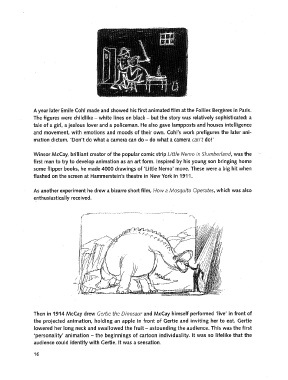 A year later Emile Cohl made and showed his first animated film at the Follies Bergères in Paris.
The figures were childlike – white lines on black – but the story was relatively sophisticated: a
tale of a girl, a jealous lover and a policeman. He also gave lampposts and houses intelligence
and movement, with emotions and moods of their own. Cohl's work prefigures the later ani-
mation dictum, 'Don't do what a camera can do – do what a camera can't do!'
Winsor McCay, brilliant creator of the popular comic strip Little Nemo in Slumberland, was the
first man to try to develop animation as an art form. Inspired by his young son bringing home
some flipper books, he made 4000 drawings of 'Little Nemo' move. These were a big hit when
flashed on the screen at Hammerstein's theatre in New York in 1911.
As another experiment he drew a bizarre short film, How a Mosquito Operates, which was also
enthusiastically received.
Then in 1914 McCay drew Gertie the Dinosaur and McCay himself performed 'live' in front of
the projected animation, holding an apple in front of Gertie and inviting her to eat. Gertie
lowered her long neck and swallowed the fruit – astounding the audience. This was the first
'personality' animation – the beginnings of cartoon individuality. It was so lifelike that the
audience could identify with Gertie. It was a sensation.
16